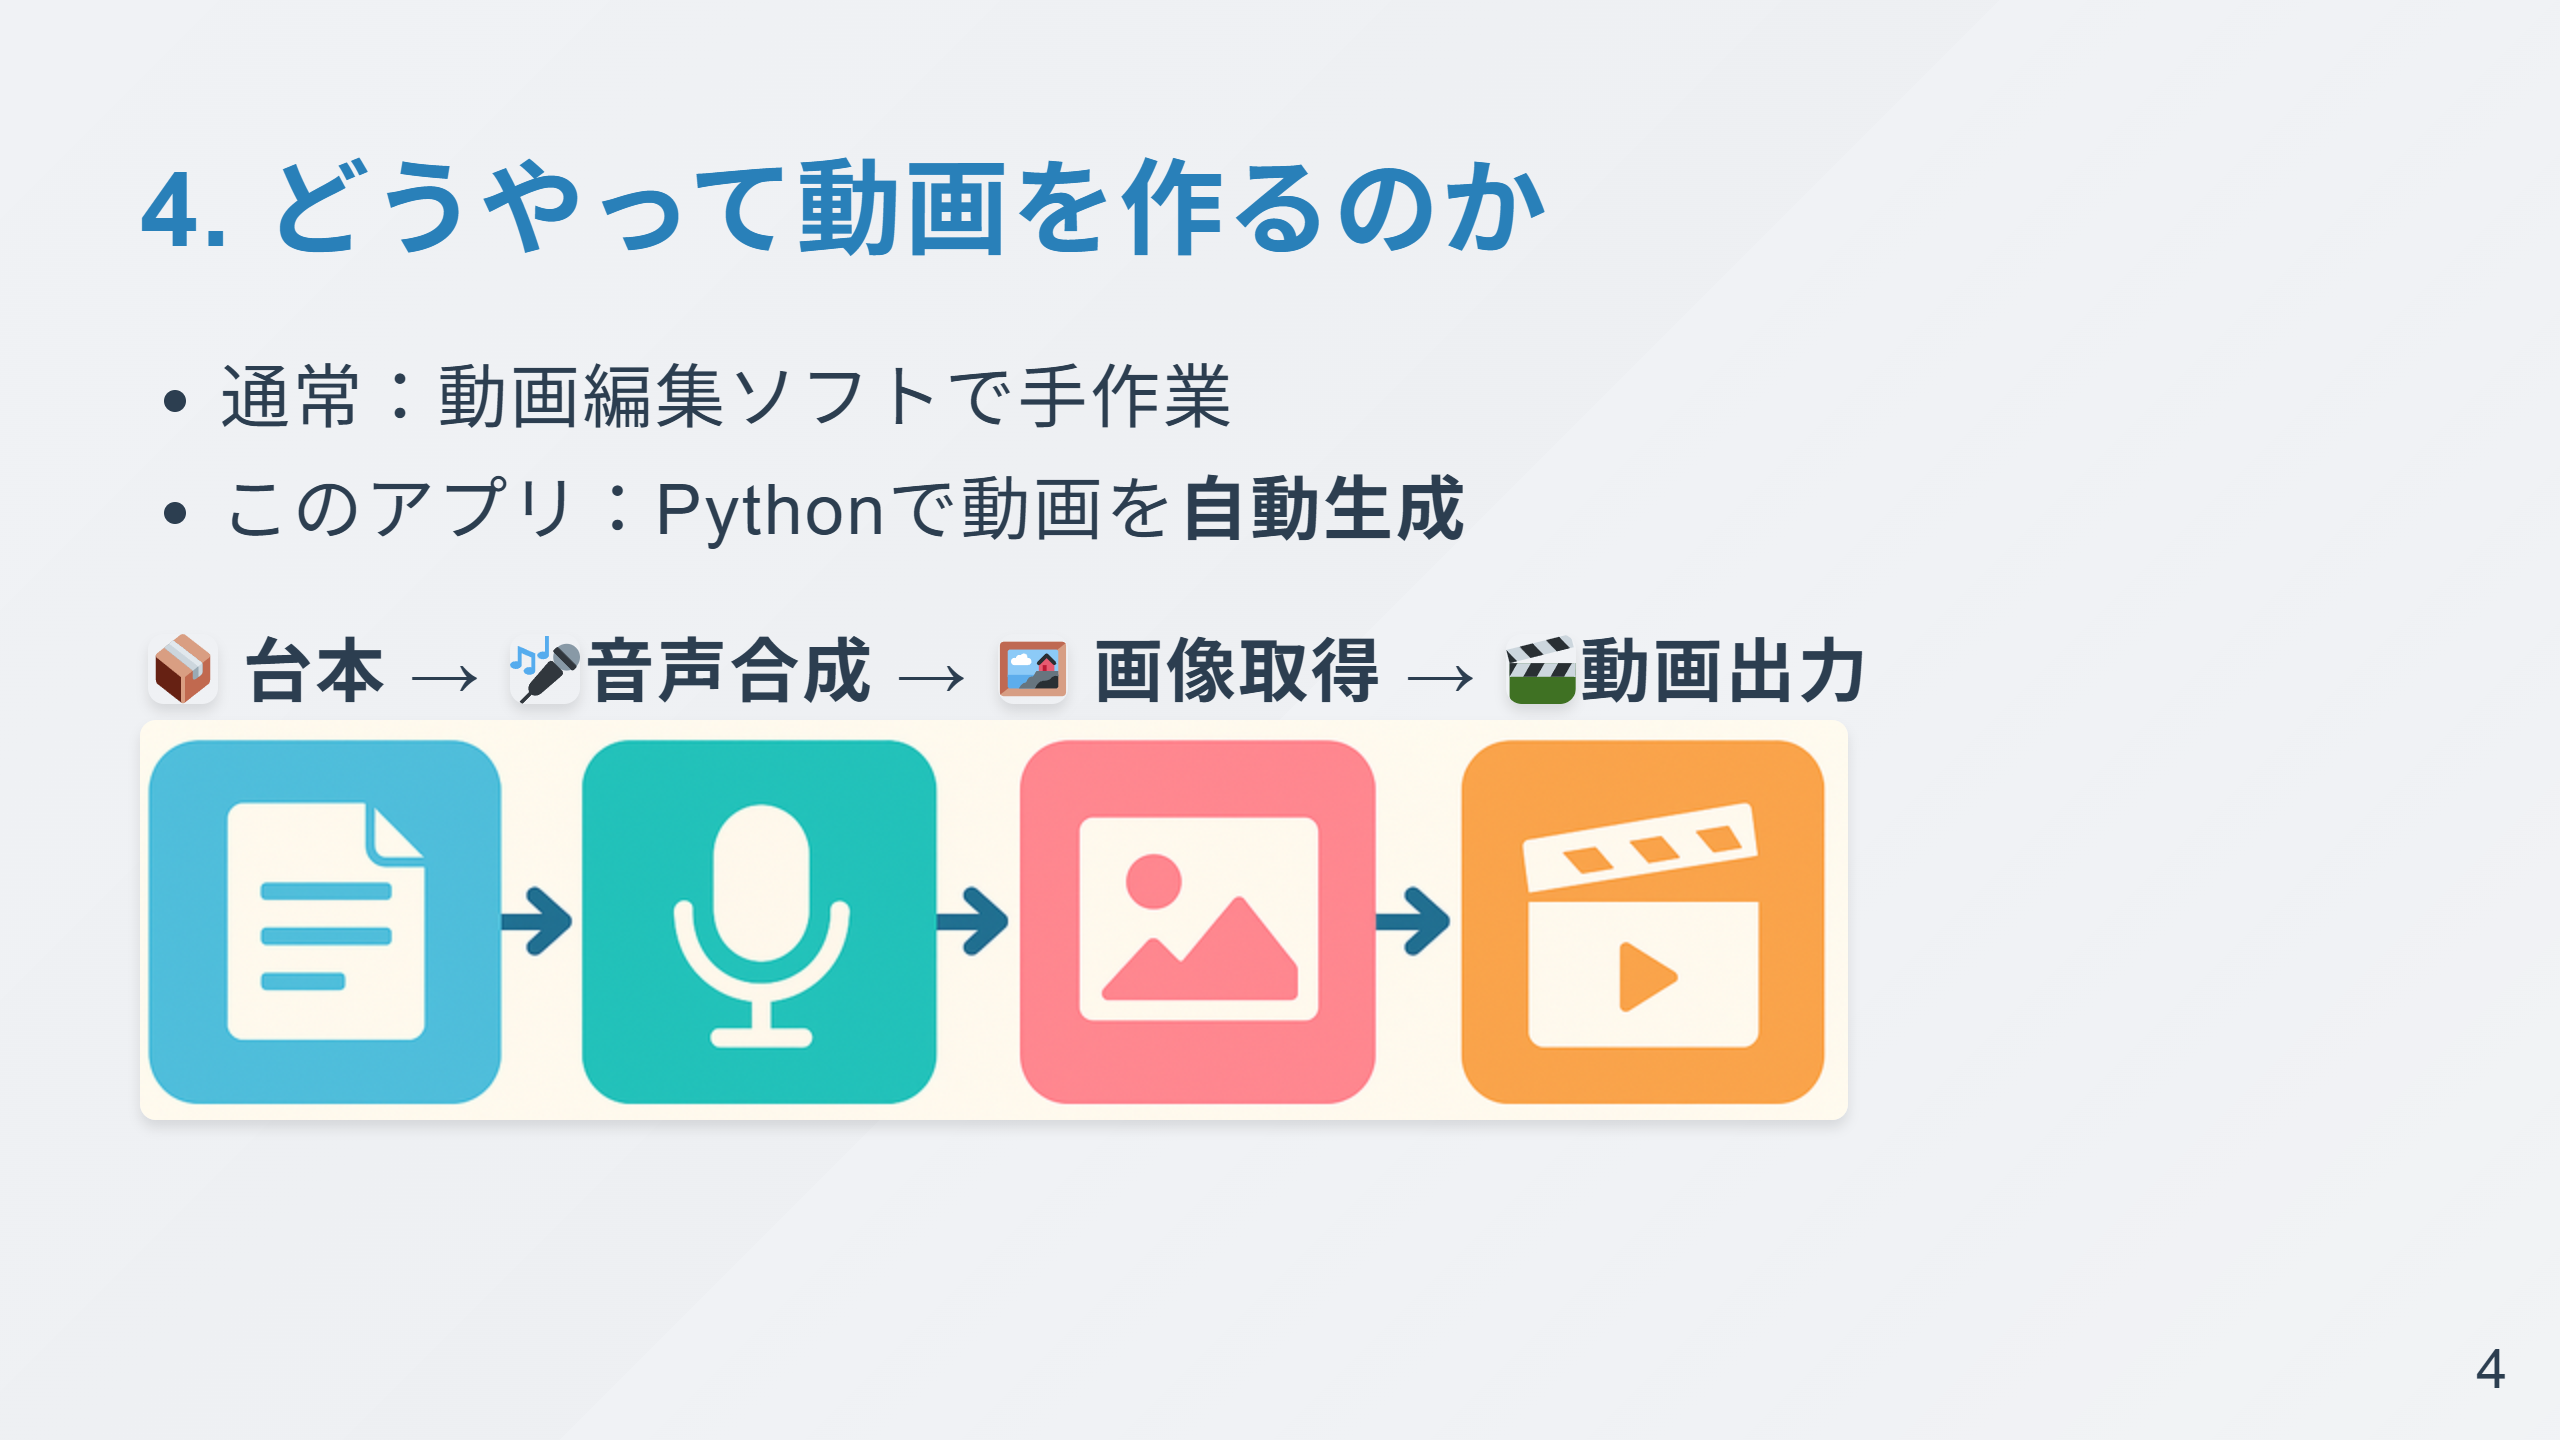 4. どうやって動画を作るのか
• 通常：動画編集ソフトで手作業
• このアプリ：Pythonで動画を自動生成
📦 台本 → 🎤音声合成 → 🖼️ 画像取得 → 🎬動画出力
4